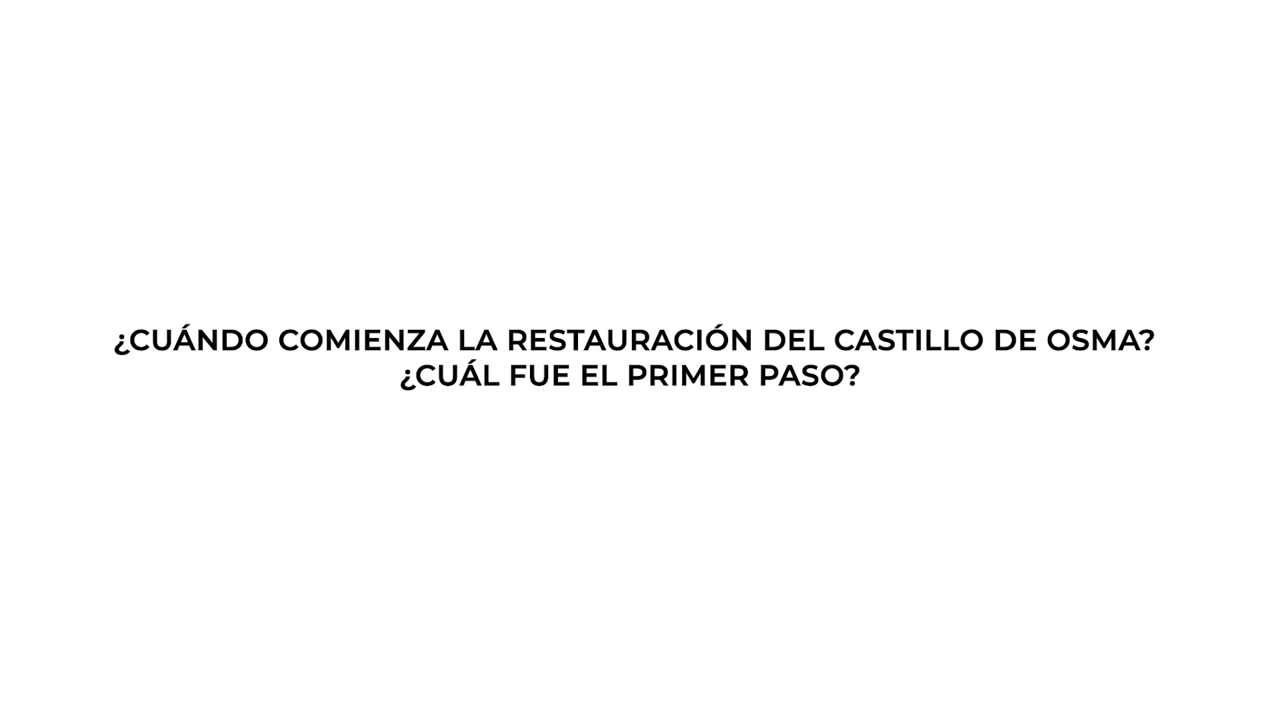 ¿CUÁNDO COMIENZA LA RESTAURACIÓN DEL CASTILLO DE OSMA?
¿CUÁL FUE EL PRIMER PASO?